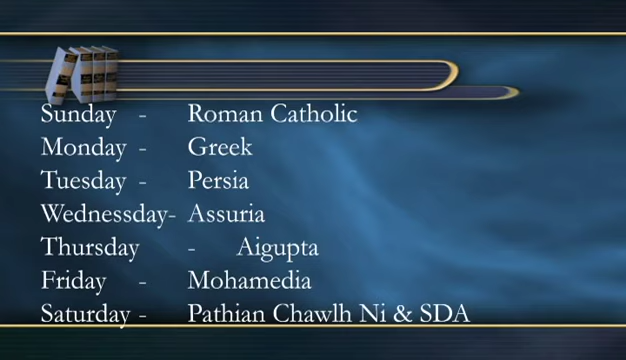 Sunday - Roman Catholic
Monday - Greek
Tuesday - Persia
Wednessday- Assuria
Thursday - Aigupta
Friday - Mohamedia
Saturday - Pathian Chawlh Ni & SDA